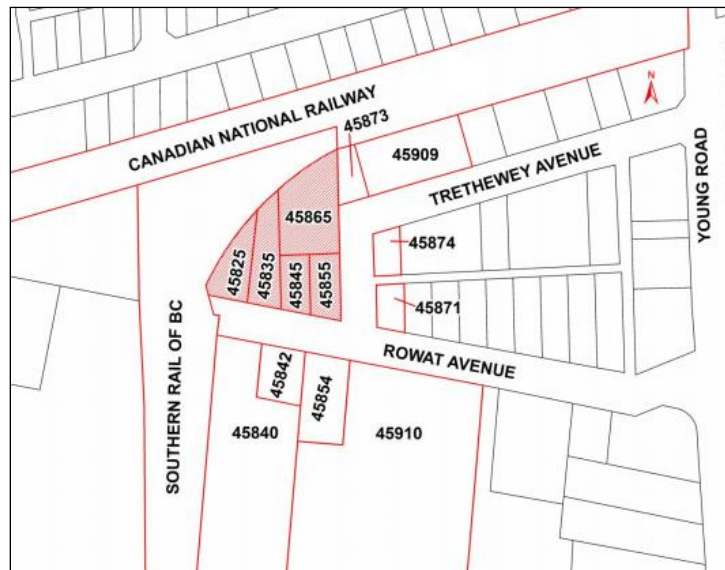 CANADIAN NATIONAL RAILWAY
45873
N
45909
TRETHEWEY AVENUE
YOUNG ROAD
45865
45874
45825
45835
45845
45855
45871
SOUTHERN RAIL OF BC
ROWAT AVENUE
45842
45854
45840
45910